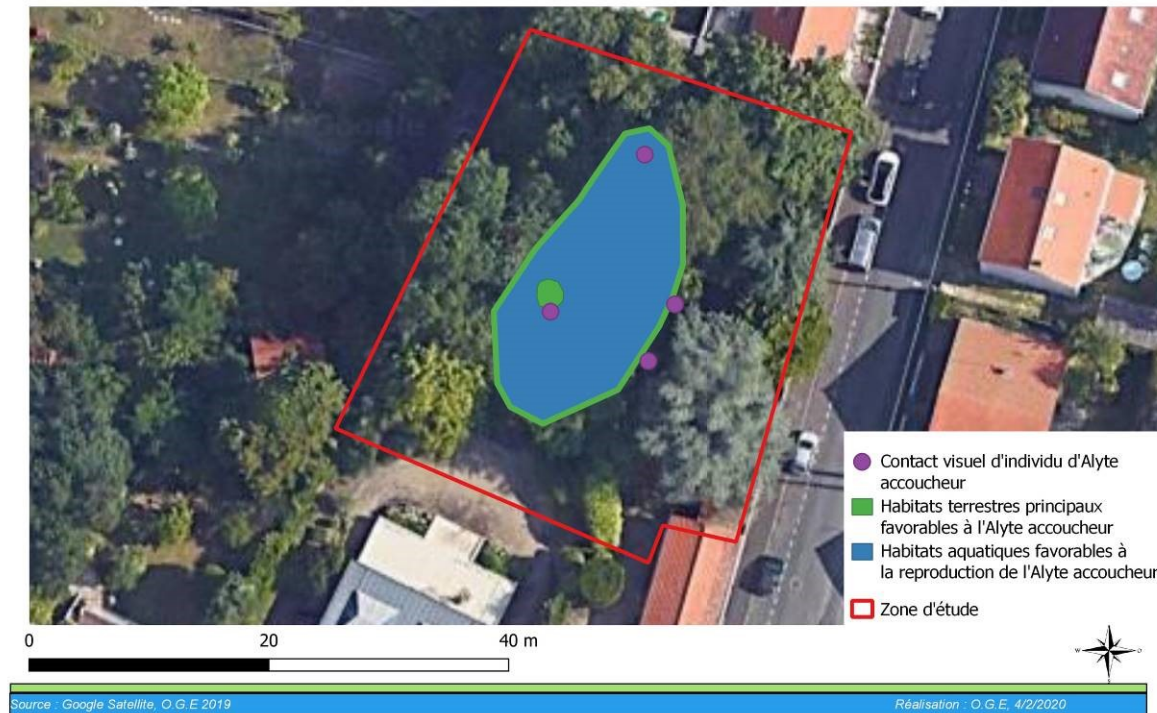 Contact visuel d'individu d'Alyte
accoucheur
Habitats terrestres principaux
favorables à l'Alyte accoucheur
Habitats aquatiques favorables à
la reproduction de l'Alyte accoucheur
Zone d'étude
0 20 40 m
N
W E
S
Source : Google Satellite, O.G.E 2019 Réalisation : O.G.E, 4/2/2020